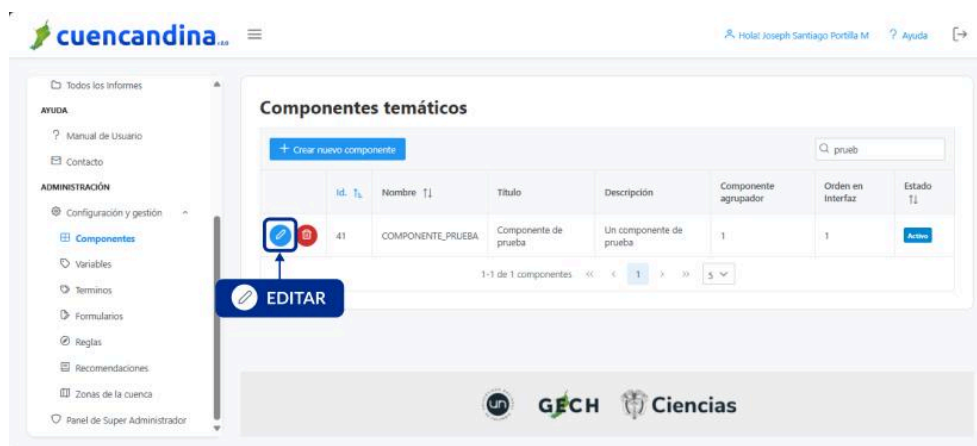 cuencandina
Hola! Joseph Santiago Portilla M
? Ayuda
Todos los Informes
AYUDA
? Manual de Usuario
Contacto
ADMINISTRACIÓN
Configuración y gestión
Componentes
Variables
Terminos
Formularios
Reglas
Recomendaciones
Zonas de la cuenca
Panel de Super Administrador
Componentes temáticos
+ Crear nuevo componente
prueb
Id.
Nombre
Título
Descripción
Componente
agrupador
Orden en
Interfaz
Estado
41
COMPONENTE_PRUEBA
Componente de
prueba
Un componente de
prueba
1
1
Activo
1-1 de 1 componentes << < 1 > >> 5
EDITAR
UN
GECH
Ciencias